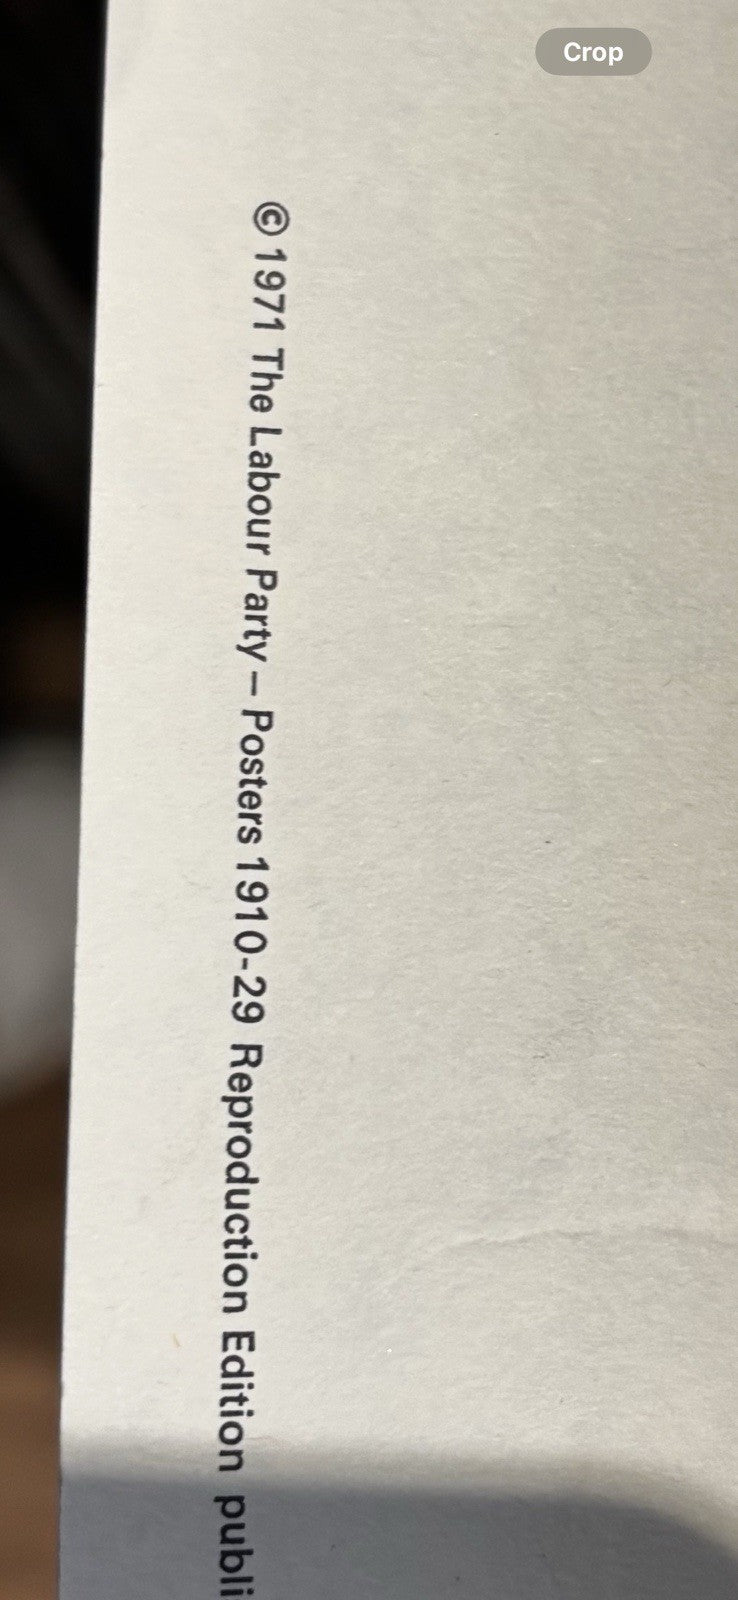 Crop
© 1971 The Labour Party — Posters 1910-29 Reproduction Edition publi